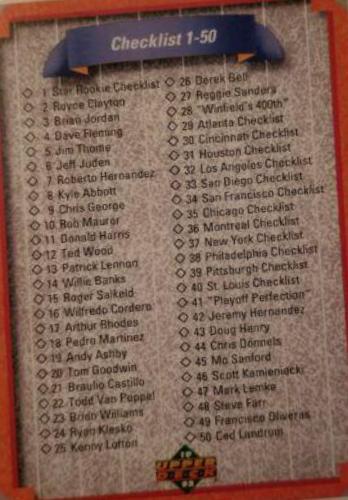 Checklist 1-50
1 Star Rookie Checklist
2 Royce Clayton
3 Brian Jordan
4 Dave Fleming
5 Jim Thome
6 Jeff Juden
7 Roberto Hernandez
8 Kyle Abbott
9 Chris George
10 Rob Maurer
11 Donald Harris
12 Ted Wood
13 Patrick Lennon
14 Willie Banks
15 Roger Salkeld
16 Wilfredo Cordero
17 Arthur Rhodes
18 Pedro Martinez
19 Andy Ashby
20 Tom Goodwin
21 Braulio Castillo
22 Todd Van Poppel
23 Brian Williams
24 Ryan Klesko
25 Kenny Lofton
26 Derek Bell
27 Reggie Sanders
28 "Winfield's 400th"
29 Atlanta Checklist
30 Cincinnati Checklist
31 Houston Checklist
32 Los Angeles Checklist
33 San Diego Checklist
34 San Francisco Checklist
35 Chicago Checklist
36 Montreal Checklist
37 New York Checklist
38 Philadelphia Checklist
39 Pittsburgh Checklist
40 St. Louis Checklist
41 "Playoff Perfection"
42 Jeremy Hernandez
43 Doug Henry
44 Chris Donnels
45 Mo Sanford
46 Scott Kamieniecki
47 Mark Lemke
48 Steve Farr
49 Francisco Oliveras
50 Ced Landrum
UPPER
DECK